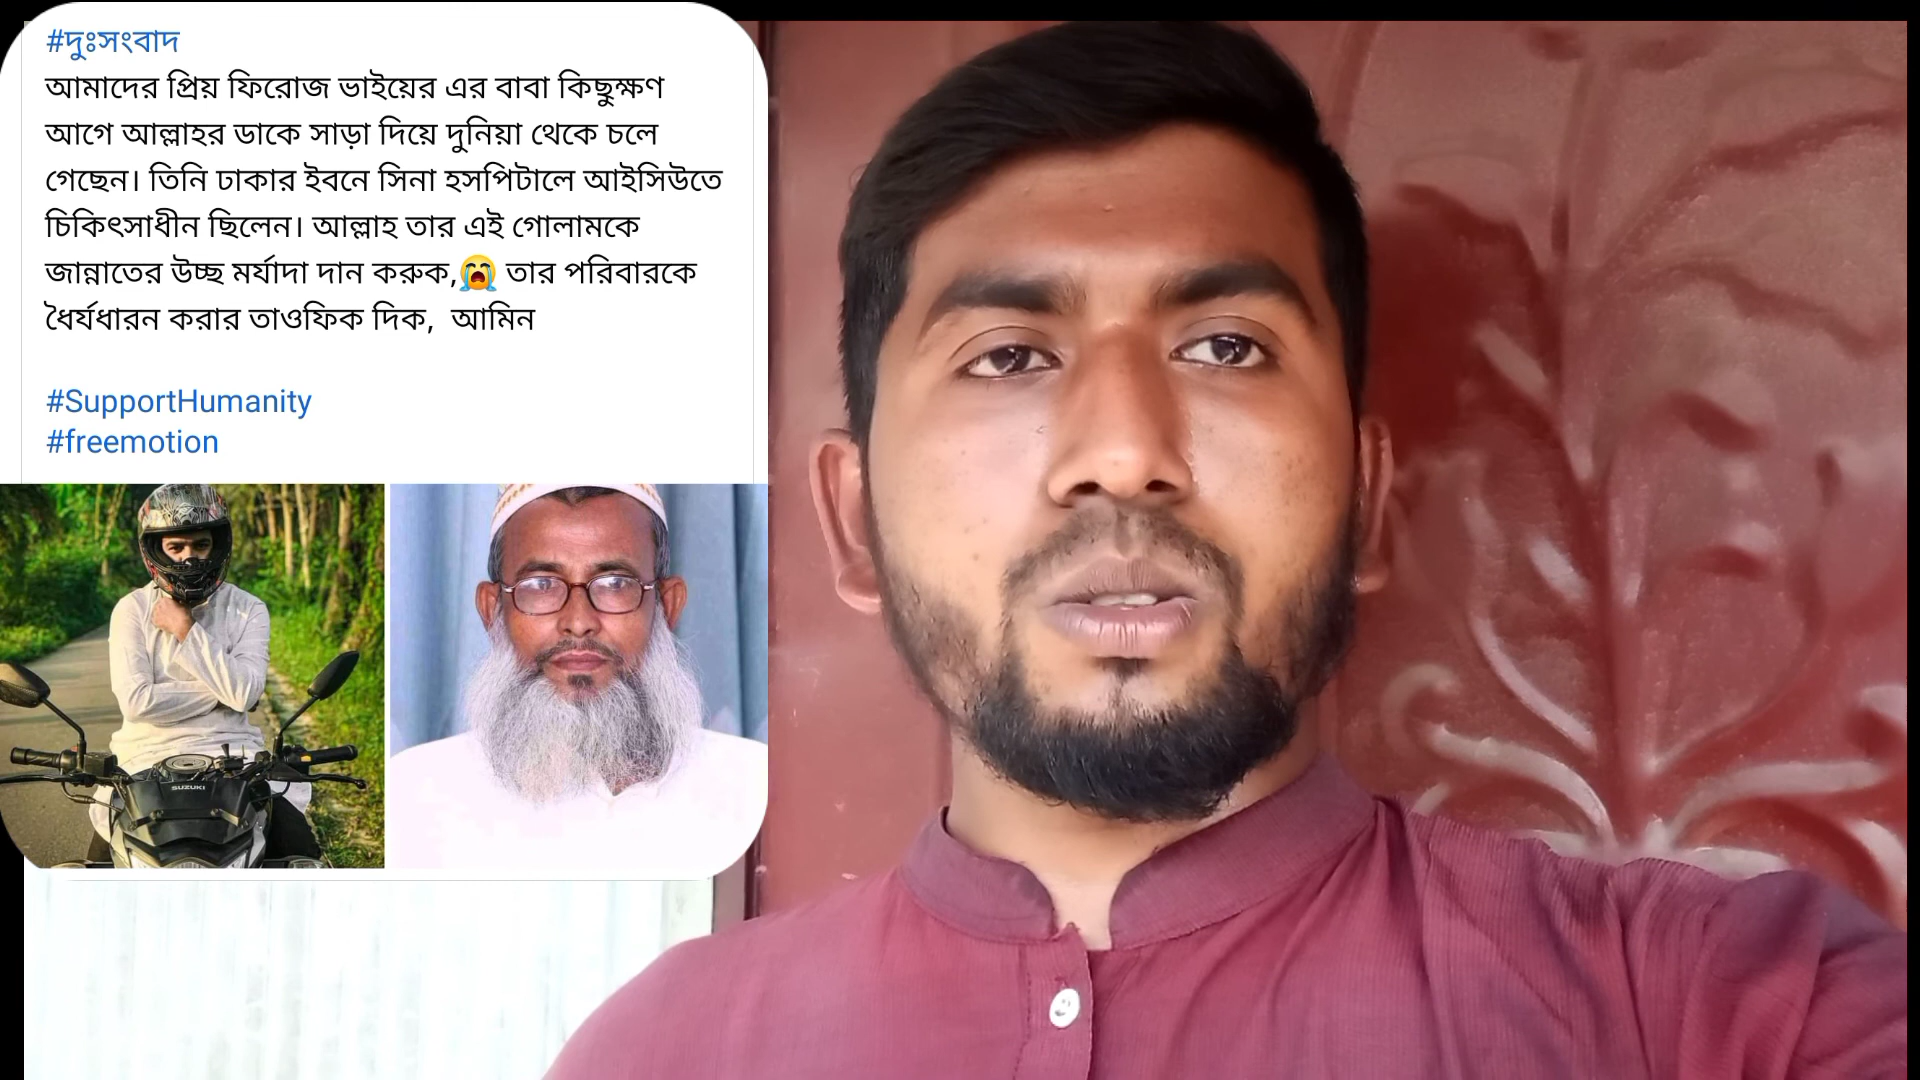 #দুঃসংবাদ
আমাদের প্রিয় ফিরোজ ভাইয়ের এর বাবা কিছুক্ষণ
আগে আল্লাহর ডাকে সাড়া দিয়ে দুনিয়া থেকে চলে
গেছেন। তিনি ঢাকার ইবনে সিনা হসপিটালে আইসিউতে
চিকিৎসাধীন ছিলেন। আল্লাহ তার এই গোলামকে
জান্নাতের উচ্ছ মর্যাদা দান করুক,😭 তার পরিবারকে
ধৈর্যধারন করার তাওফিক দিক, আমিন
#SupportHumanity
#freemotion
SUZUKI